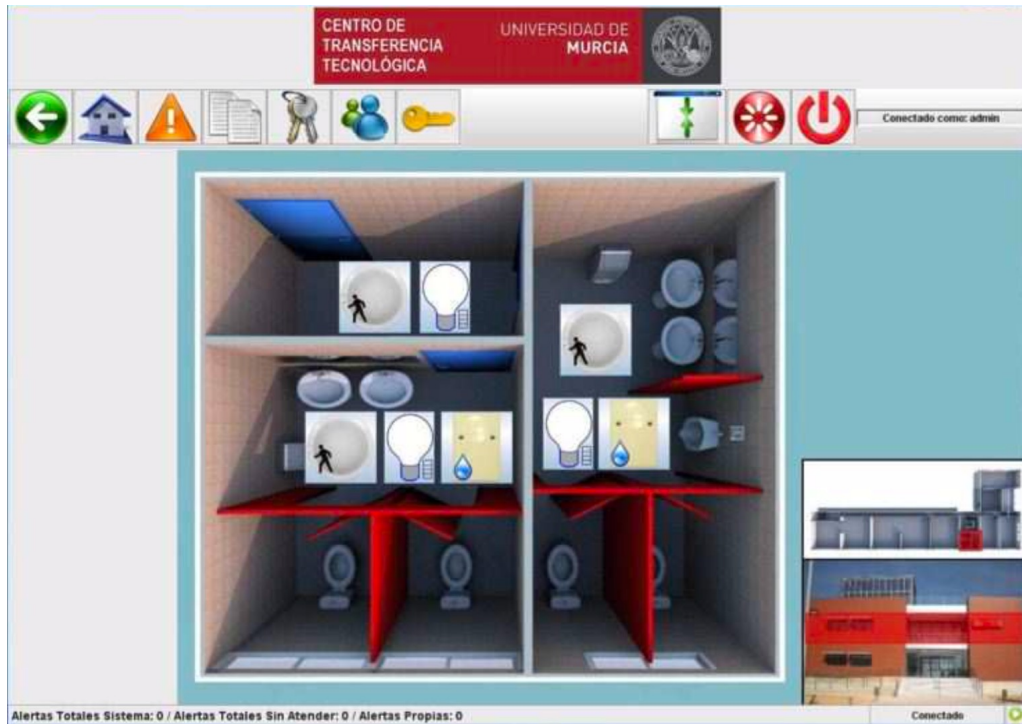 CENTRO DE
TRANSFERENCIA
TECNOLÓGICA
UNIVERSIDAD DE
MURCIA
Conectado como: admin
Alertas Totales Sistema: 0 / Alertas Totales Sin Atender: 0 / Alertas Propias: 0
Conectado